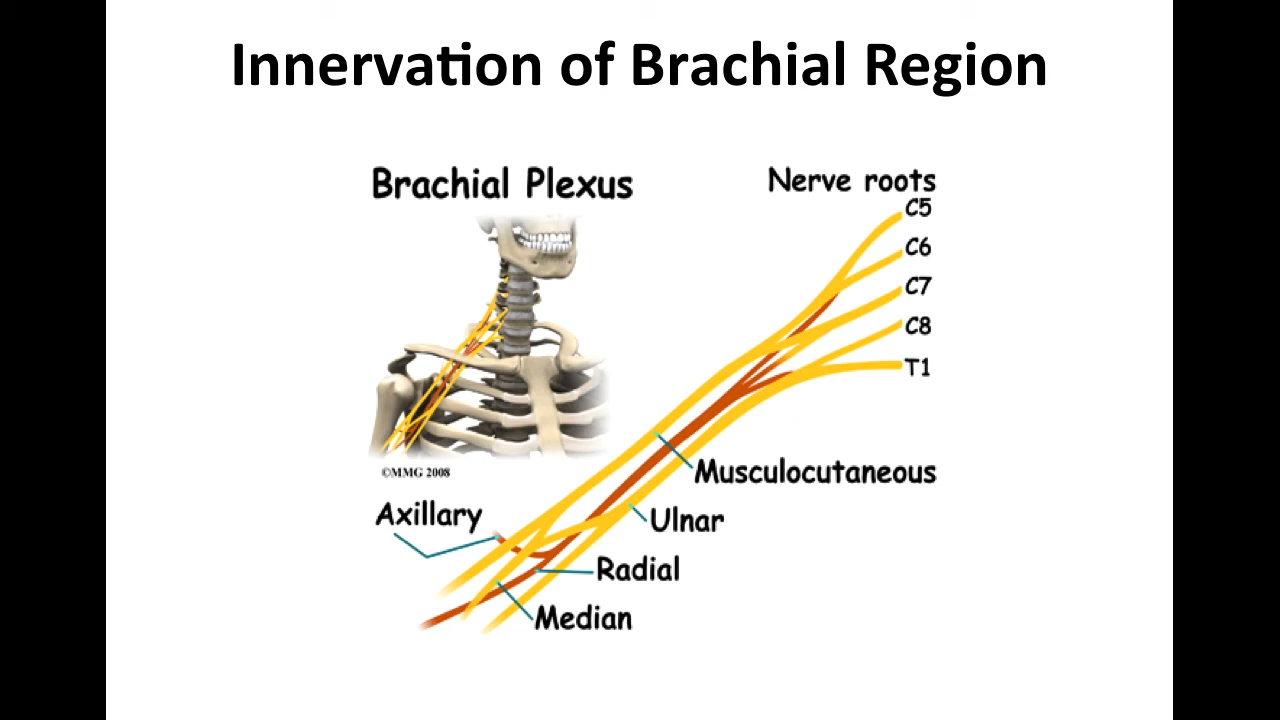 Innervation of Brachial Region
Brachial Plexus
Nerve roots
C5
C6
C7
C8
T1
©MMG 2008
Musculocutaneous
Axillary
Ulnar
Radial
Median